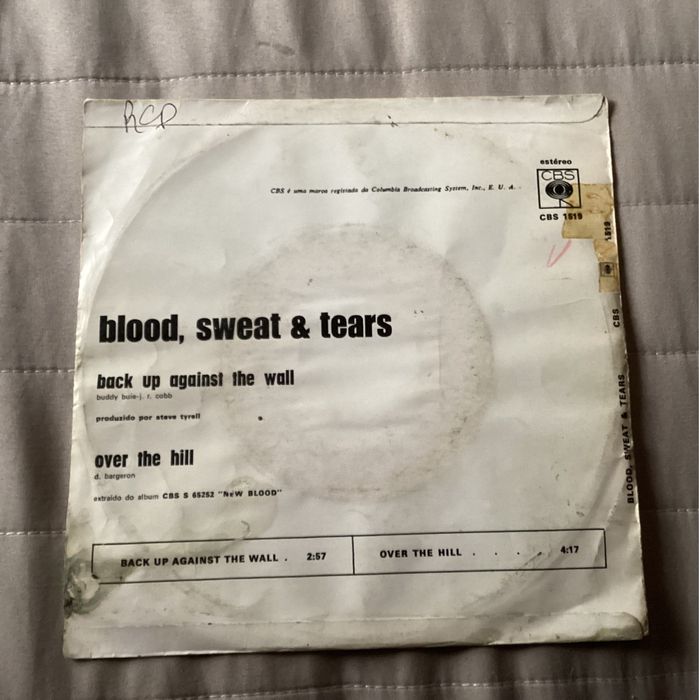 RCP
estéreo
CBS
CBS é uma marca registada da Columbia Broadcasting System, Inc., E. U. A.
CBS 1519
1519
CBS
BLOOD, SWEAT & TEARS
blood, sweat & tears
back up against the wall
buddy buie-j. r. cobb
produzido por steve tyrell
over the hill
d. bargeron
extraído do album CBS S 65252 "NEW BLOOD"
BACK UP AGAINST THE WALL . 2:57
OVER THE HILL . . . . 4:17